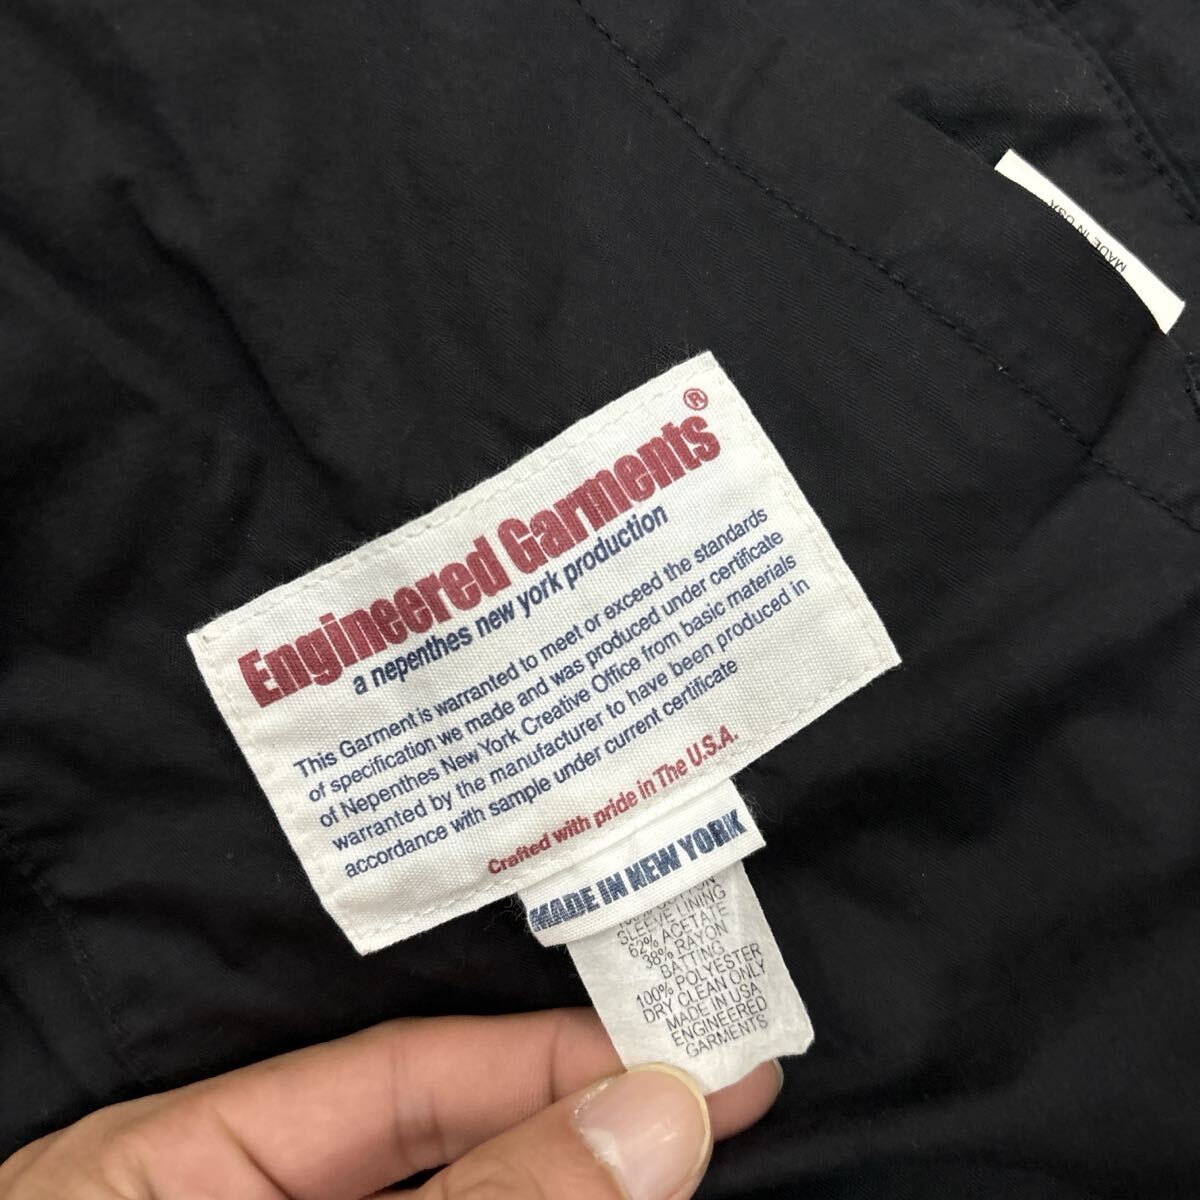 MADE IN USA
Engineered Garments®
a nepenthes new york production
This Garment is warranted to meet or exceed the standards
of specification we made and was produced under certificate
of Nepenthes New York Creative Office from basic materials
warranted by the manufacturer to have been produced in
accordance with sample under current certificate
Crafted with pride in The U.S.A.
MADE IN NEW YORK
SLEEVE LINING
62% ACETATE
38% RAYON
BATTING
100% POLYESTER
DRY CLEAN ONLY
MADE IN USA
ENGINEERED
GARMENTS